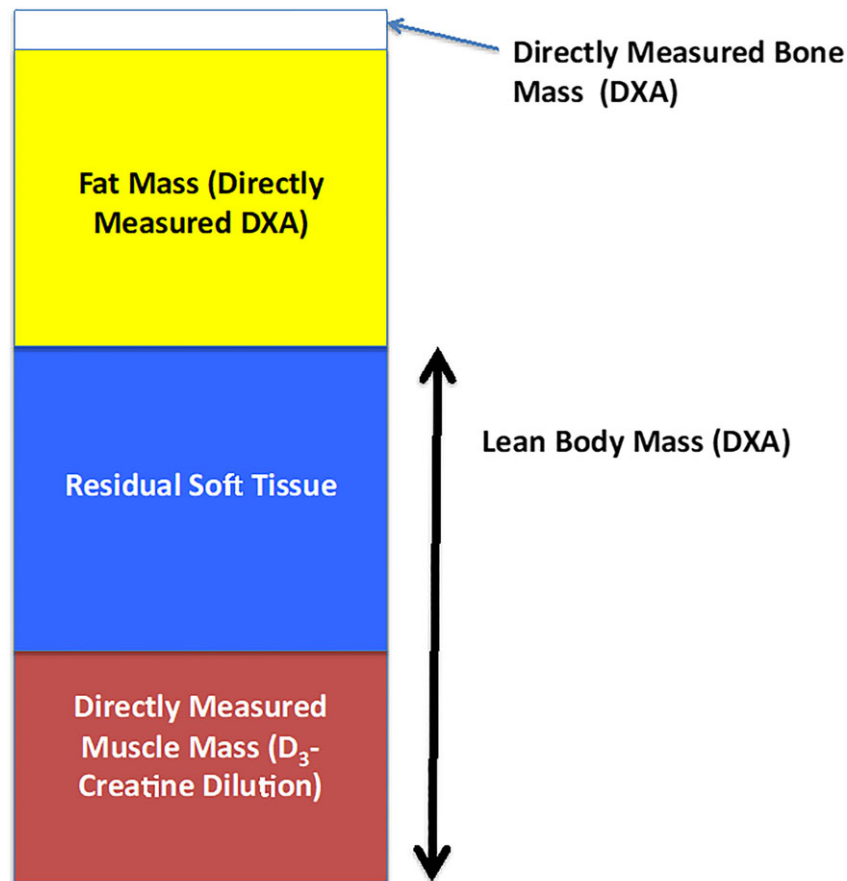 Directly Measured Bone
Mass  (DXA)
Fat Mass (Directly
Measured DXA)
Lean Body Mass (DXA)
Residual Soft Tissue
Directly Measured
Muscle Mass (D₃-
Creatine Dilution)